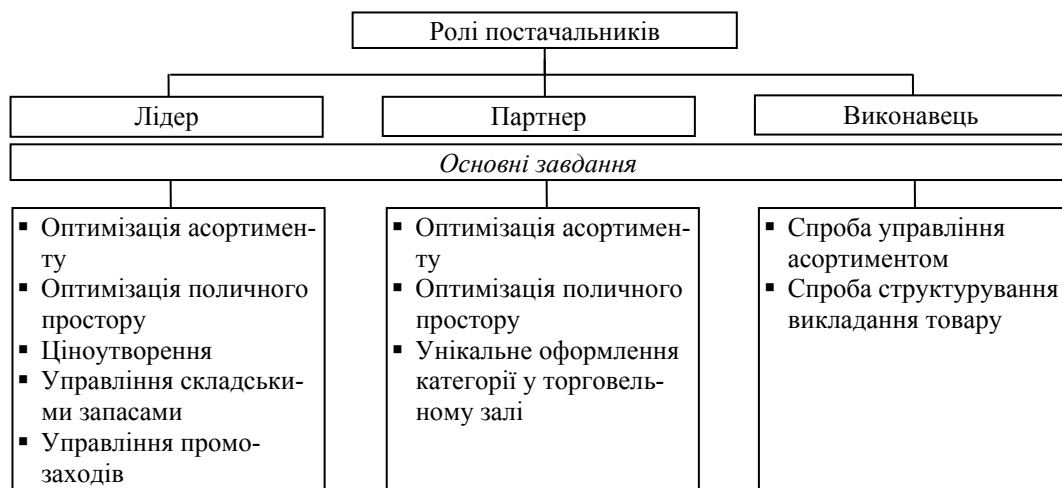 Ролі постачальників
Лідер
Партнер
Виконавець
Основні завдання
▪ Оптимізація асортимен-
ту
▪ Оптимізація поличного
простору
▪ Ціноутворення
▪ Управління складськи-
ми запасами
▪ Управління промо-
заходів
▪ Оптимізація асортимен-
ту
▪ Оптимізація поличного
простору
▪ Унікальне оформлення
категорії у торговель-
ному залі
▪ Спроба управління
асортиментом
▪ Спроба структурування
викладання товару